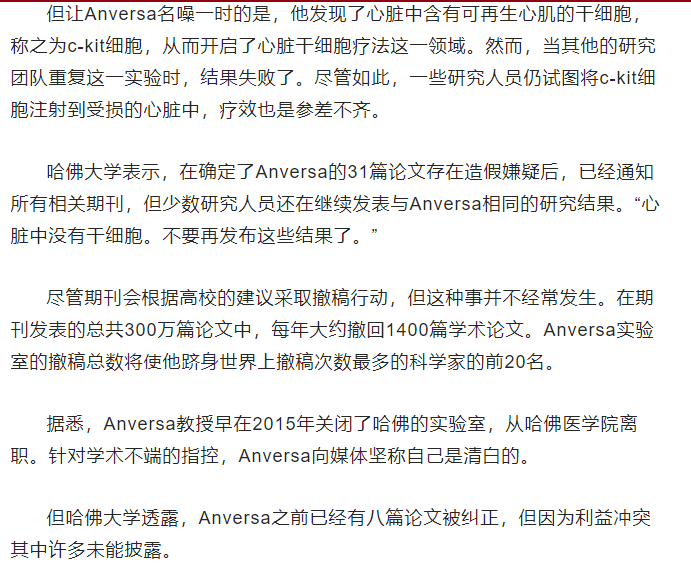 但让Anversa名噪一时的是，他发现了心脏中含有可再生心肌的干细胞，
称之为c-kit细胞，从而开启了心脏干细胞疗法这一领域。然而，当其他的研究
团队重复这一实验时，结果失败了。尽管如此，一些研究人员仍试图将c-kit细
胞注射到受损的心脏中，疗效也是参差不齐。
哈佛大学表示，在确定了Anversa的31篇论文存在造假嫌疑后，已经通知
所有相关期刊，但少数研究人员还在继续发表与Anversa相同的研究结果。“心
脏中没有干细胞。不要再发布这些结果了。”
尽管期刊会根据高校的建议采取撤稿行动，但这种事并不经常发生。在期
刊发表的总共300万篇论文中，每年大约撤回1400篇学术论文。Anversa实验
室的撤稿总数将使他跻身世界上撤稿次数最多的科学家的前20名。
据悉，Anversa教授早在2015年关闭了哈佛的实验室，从哈佛医学院离
职。针对学术不端的指控，Anversa向媒体坚称自己是清白的。
但哈佛大学透露，Anversa之前已经有八篇论文被纠正，但因为利益冲突
其中许多未能披露。